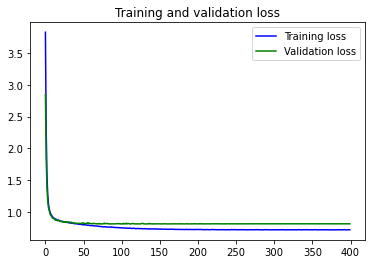 Training and validation loss
Training loss
Validation loss
3.5
3.0
2.5
2.0
1.5
1.0
0 50 100 150 200 250 300 350 400